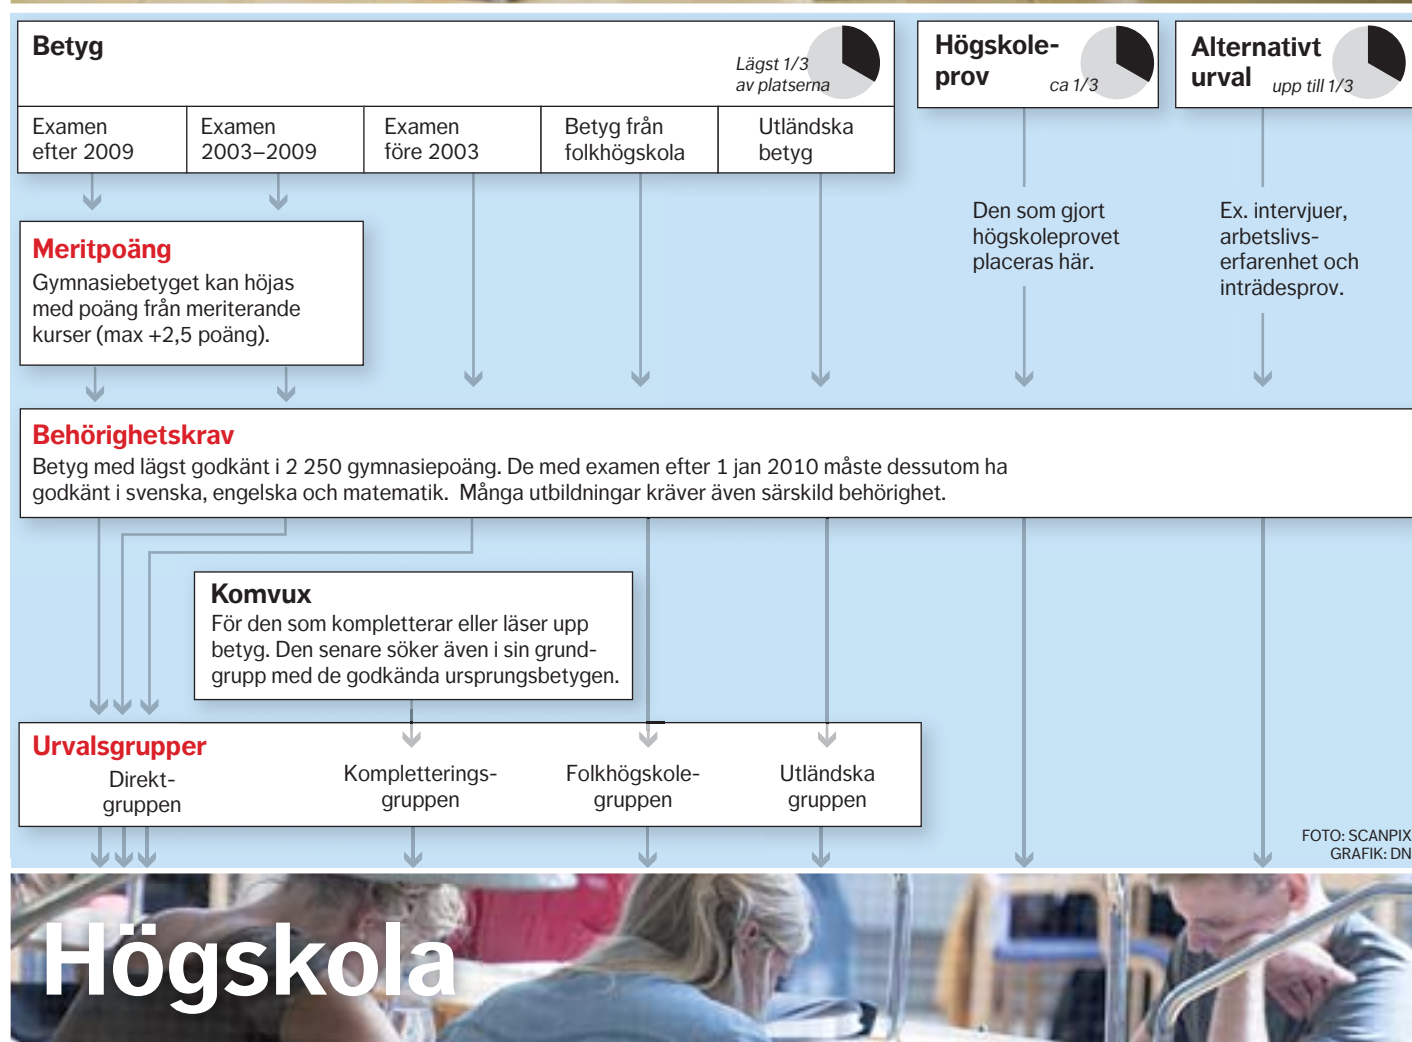 Betyg
Lägst 1/3
av platserna
Högskole-
prov
ca 1/3
Alternativt
urval
upp till 1/3
Examen
efter 2009
Examen
2003–2009
Examen
före 2003
Betyg från
folkhögskola
Utländska
betyg
Meritpoäng
Gymnasiebetyget kan höjas
med poäng från meriterande
kurser (max +2,5 poäng).
Den som gjort
högskoleprovet
placeras här.
Ex. intervjuer,
arbetslivs-
erfarenhet och
inträdesprov.
Behörighetskrav
Betyg med lägst godkänt i 2 250 gymnasiepoäng. De med examen efter 1 jan 2010 måste dessutom ha
godkänt i svenska, engelska och matematik. Många utbildningar kräver även särskild behörighet.
Komvux
För den som kompletterar eller läser upp
betyg. Den senare söker även i sin grund-
grupp med de godkända ursprungsbetygen.
Urvalsgrupper
Direkt-
gruppen
Kompletterings-
gruppen
Folkhögskole-
gruppen
Utländska
gruppen
FOTO: SCANPIX
GRAFIK: DN
Högskola